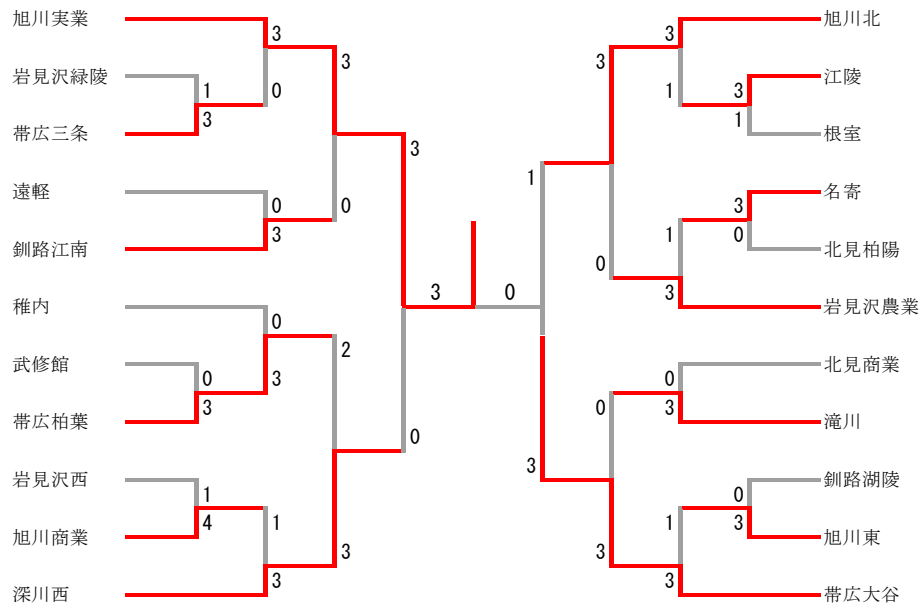 旭川実業
3
3
岩見沢緑陵
1
0
帯広三条
3
3
遠軽
0
0
釧路江南
3
3
稚内
0
2
武修館
0
3
帯広柏葉
3
0
岩見沢西
1
旭川商業
4
1
深川西
3
3
旭川北
3
3
江陵
3
1
根室
1
1
名寄
3
1
北見柏陽
0
0
岩見沢農業
3
0
北見商業
0
滝川
3
0
釧路湖陵
0
3
旭川東
3
1
帯広大谷
3
3